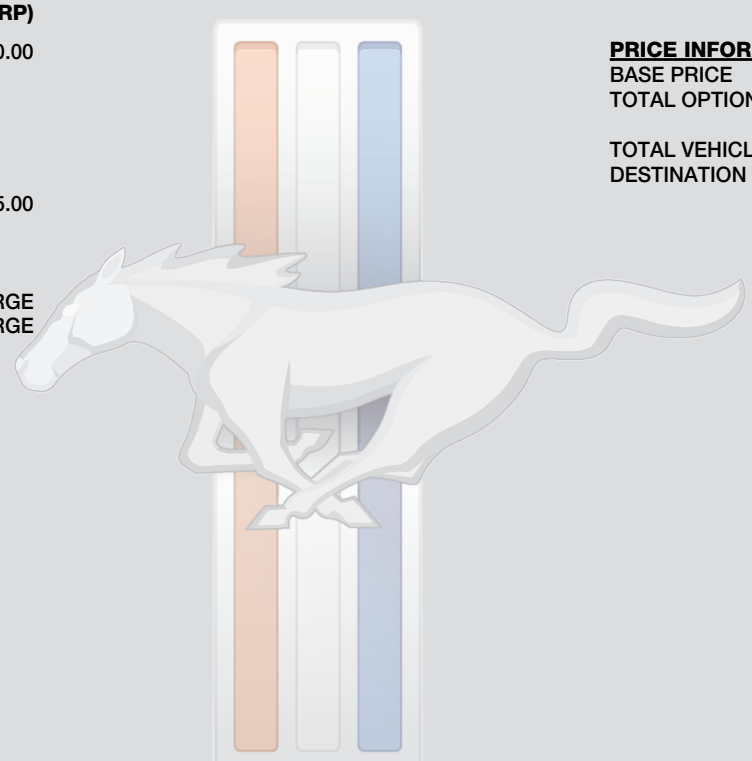 RP)
0.00
5.00
RGE
RGE
PRICE INFOR
BASE PRICE
TOTAL OPTION
TOTAL VEHICL
DESTINATION